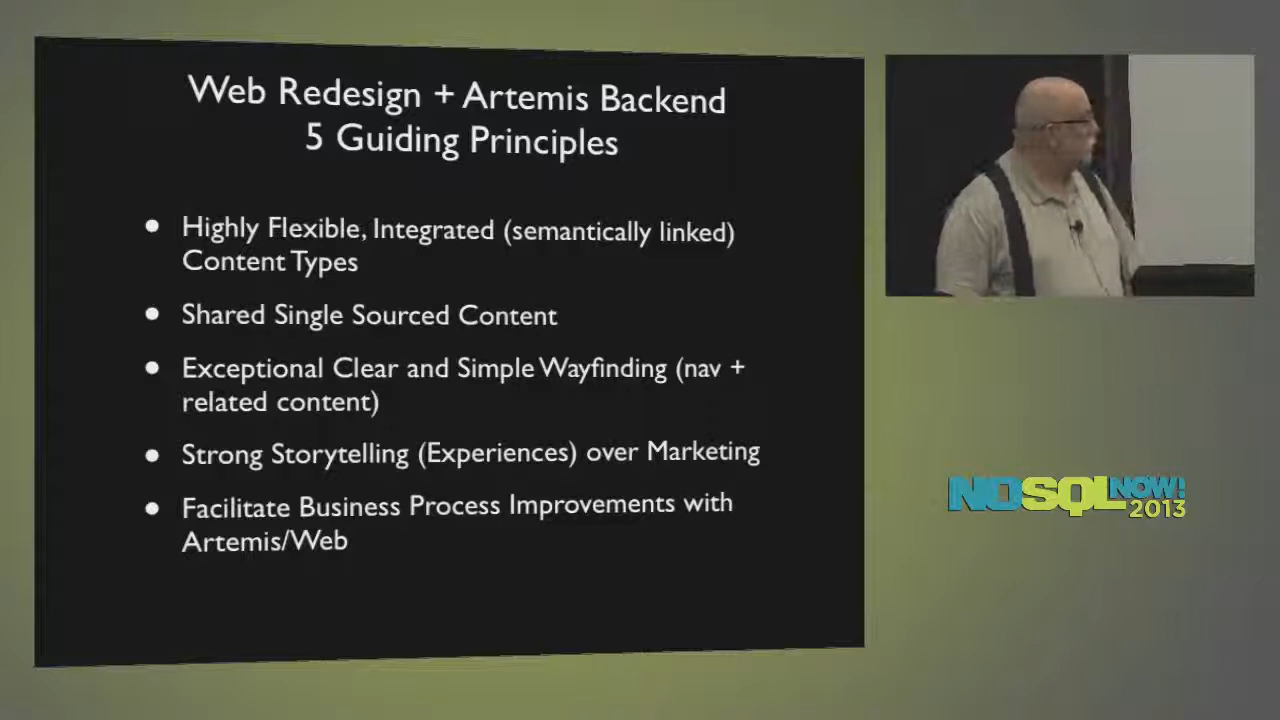 Web Redesign + Artemis Backend
5 Guiding Principles
• Highly Flexible, Integrated (semantically linked)
Content Types
• Shared Single Sourced Content
• Exceptional Clear and Simple Wayfinding (nav +
related content)
• Strong Storytelling (Experiences) over Marketing
• Facilitate Business Process Improvements with
Artemis/Web
NOSQL NOW!
2013